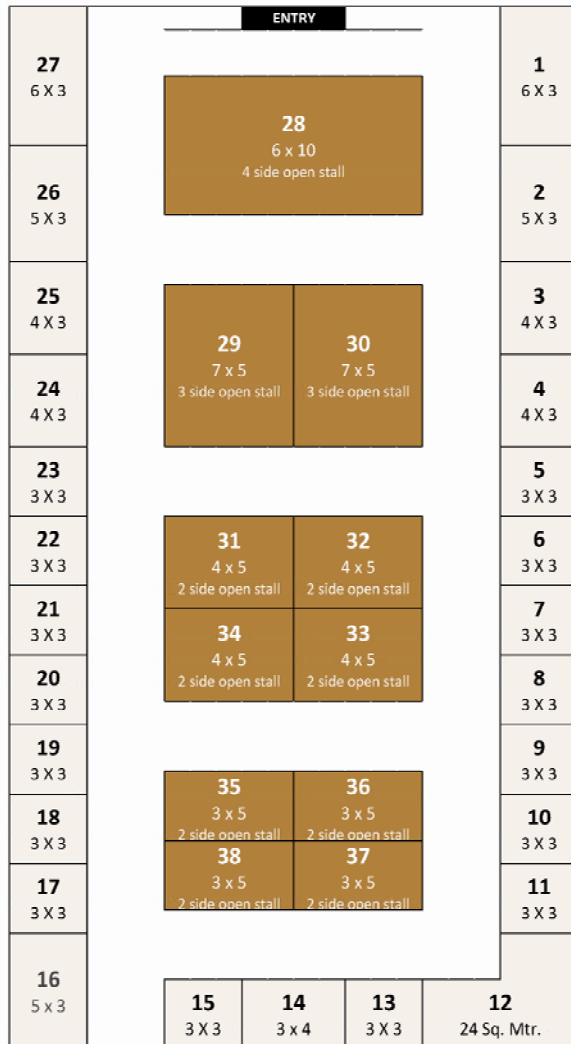 ENTRY
27
6 X 3
26
5 X 3
25
4 X 3
24
4 X 3
23
3 X 3
22
3 X 3
21
3 X 3
20
3 X 3
19
3 X 3
18
3 X 3
17
3 X 3
16
5 x 3
28
6 x 10
4 side open stall
29
7 x 5
3 side open stall
30
7 x 5
3 side open stall
31
4 x 5
2 side open stall
32
4 x 5
2 side open stall
34
4 x 5
2 side open stall
33
4 x 5
2 side open stall
35
3 x 5
2 side open stall
36
3 x 5
2 side open stall
38
3 x 5
2 side open stall
37
3 x 5
2 side open stall
1
6 X 3
2
5 X 3
3
4 X 3
4
4 X 3
5
3 X 3
6
3 X 3
7
3 X 3
8
3 X 3
9
3 X 3
10
3 X 3
11
3 X 3
15
3 X 3
14
3 x 4
13
3 X 3
12
24 Sq. Mtr.